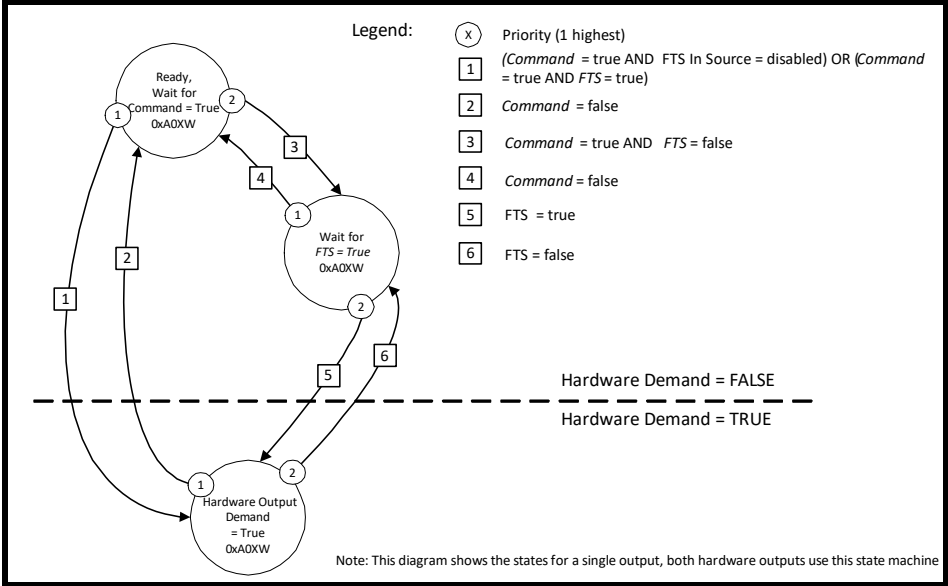 Legend:
X
Priority (1 highest)
1
(Command = true AND FTS In Source = disabled) OR (Command
= true AND FTS = true)
2
Command = false
3
Command = true AND FTS = false
4
Command = false
5
FTS = true
6
FTS = false
Ready,
Wait for
Command = True
0xA0XW
1
2
3
4
1
Wait for
FTS = True
0xA0XW
2
2
1
5
6
Hardware Demand = FALSE
Hardware Demand = TRUE
1
2
Hardware Output
Demand
= True
0xA0XW
Note: This diagram shows the states for a single output, both hardware outputs use this state machine